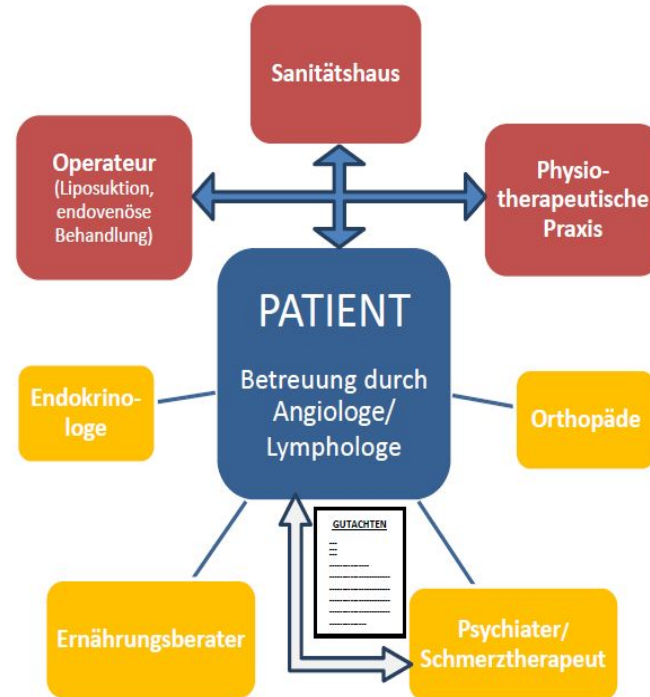 Sanitätshaus
Operateur
(Liposuktion,
endovenöse
Behandlung)
Physio-
therapeutische
Praxis
PATIENT
Betreuung durch
Angiologe/
Lymphologe
Endokrino-
loge
Orthopäde
GUTACHTEN
Ernährungsberater
Psychiater/
Schmerztherapeut